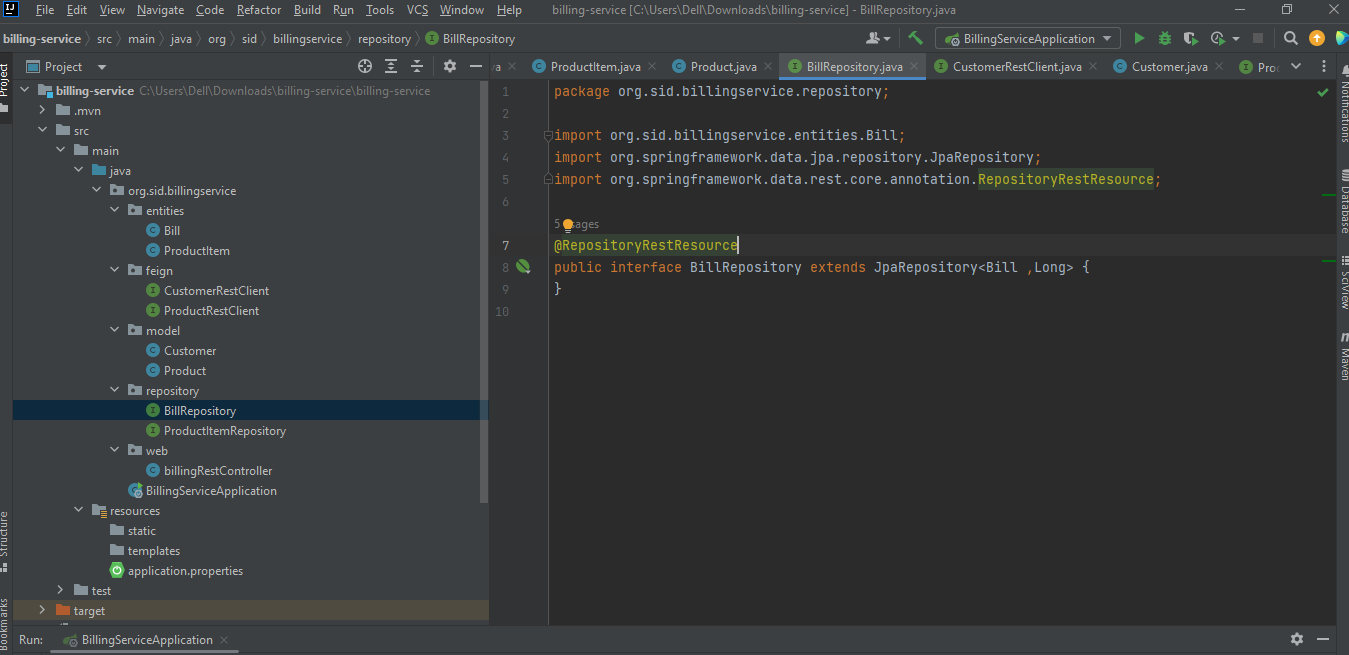 File Edit View Navigate Code Refactor Build Run Tools VCS Window Help billing-service [C:\Users\Dell\Downloads\billing-service] - BillRepository.java
billing-service src main java org sid billingservice repository BillRepository BillingServiceApplication
Project
Project ProductItem.java Product.java BillRepository.java CustomerRestClient.java Customer.java
billing-service C:\Users\Dell\Downloads\billing-service\billing-service
.mvn
src
main
java
org.sid.billingservice
entities
Bill
ProductItem
feign
CustomerRestClient
ProductRestClient
model
Customer
Product
repository
BillRepository
ProductItemRepository
web
billingRestController
BillingServiceApplication
resources
static
templates
application.properties
test
target
1 package org.sid.billingservice.repository;
2
3 import org.sid.billingservice.entities.Bill;
4 import org.springframework.data.jpa.repository.JpaRepository;
5 import org.springframework.data.rest.core.annotation.RepositoryRestResource;
6
5
7 @RepositoryRestResource
8 public interface BillRepository extends JpaRepository<Bill ,Long> {
9 }
10
Notifications
Database
SciView
Maven
Structure
Bookmarks
Run: BillingServiceApplication